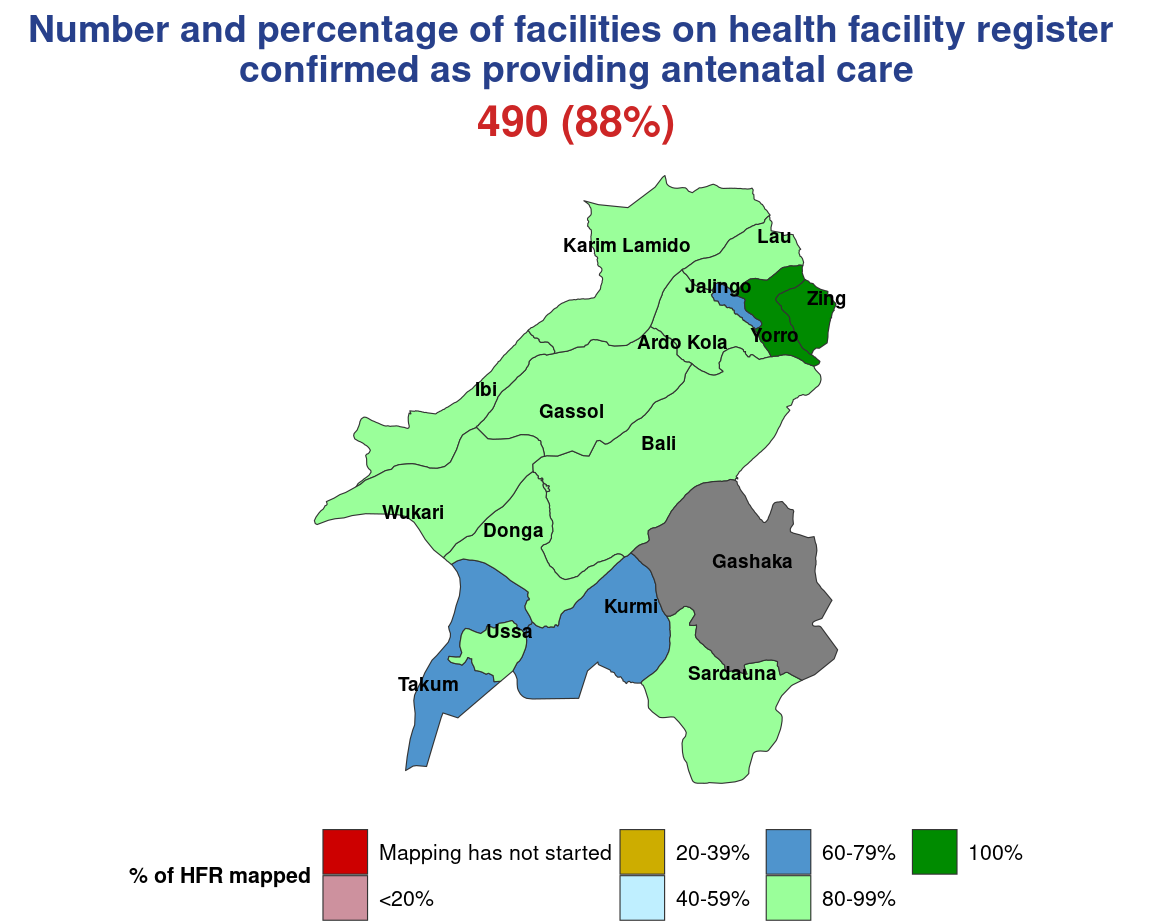 Number and percentage of facilities on health facility register
confirmed as providing antenatal care
490 (88%)
Karim Lamido
Lau
Jalingo
Zing
Yorro
Ardo Kola
Ibi
Gassol
Bali
Wukari
Donga
Gashaka
Kurmi
Ussa
Sardauna
Takum
% of HFR mapped
Mapping has not started
<20%
20-39%
40-59%
60-79%
80-99%
100%